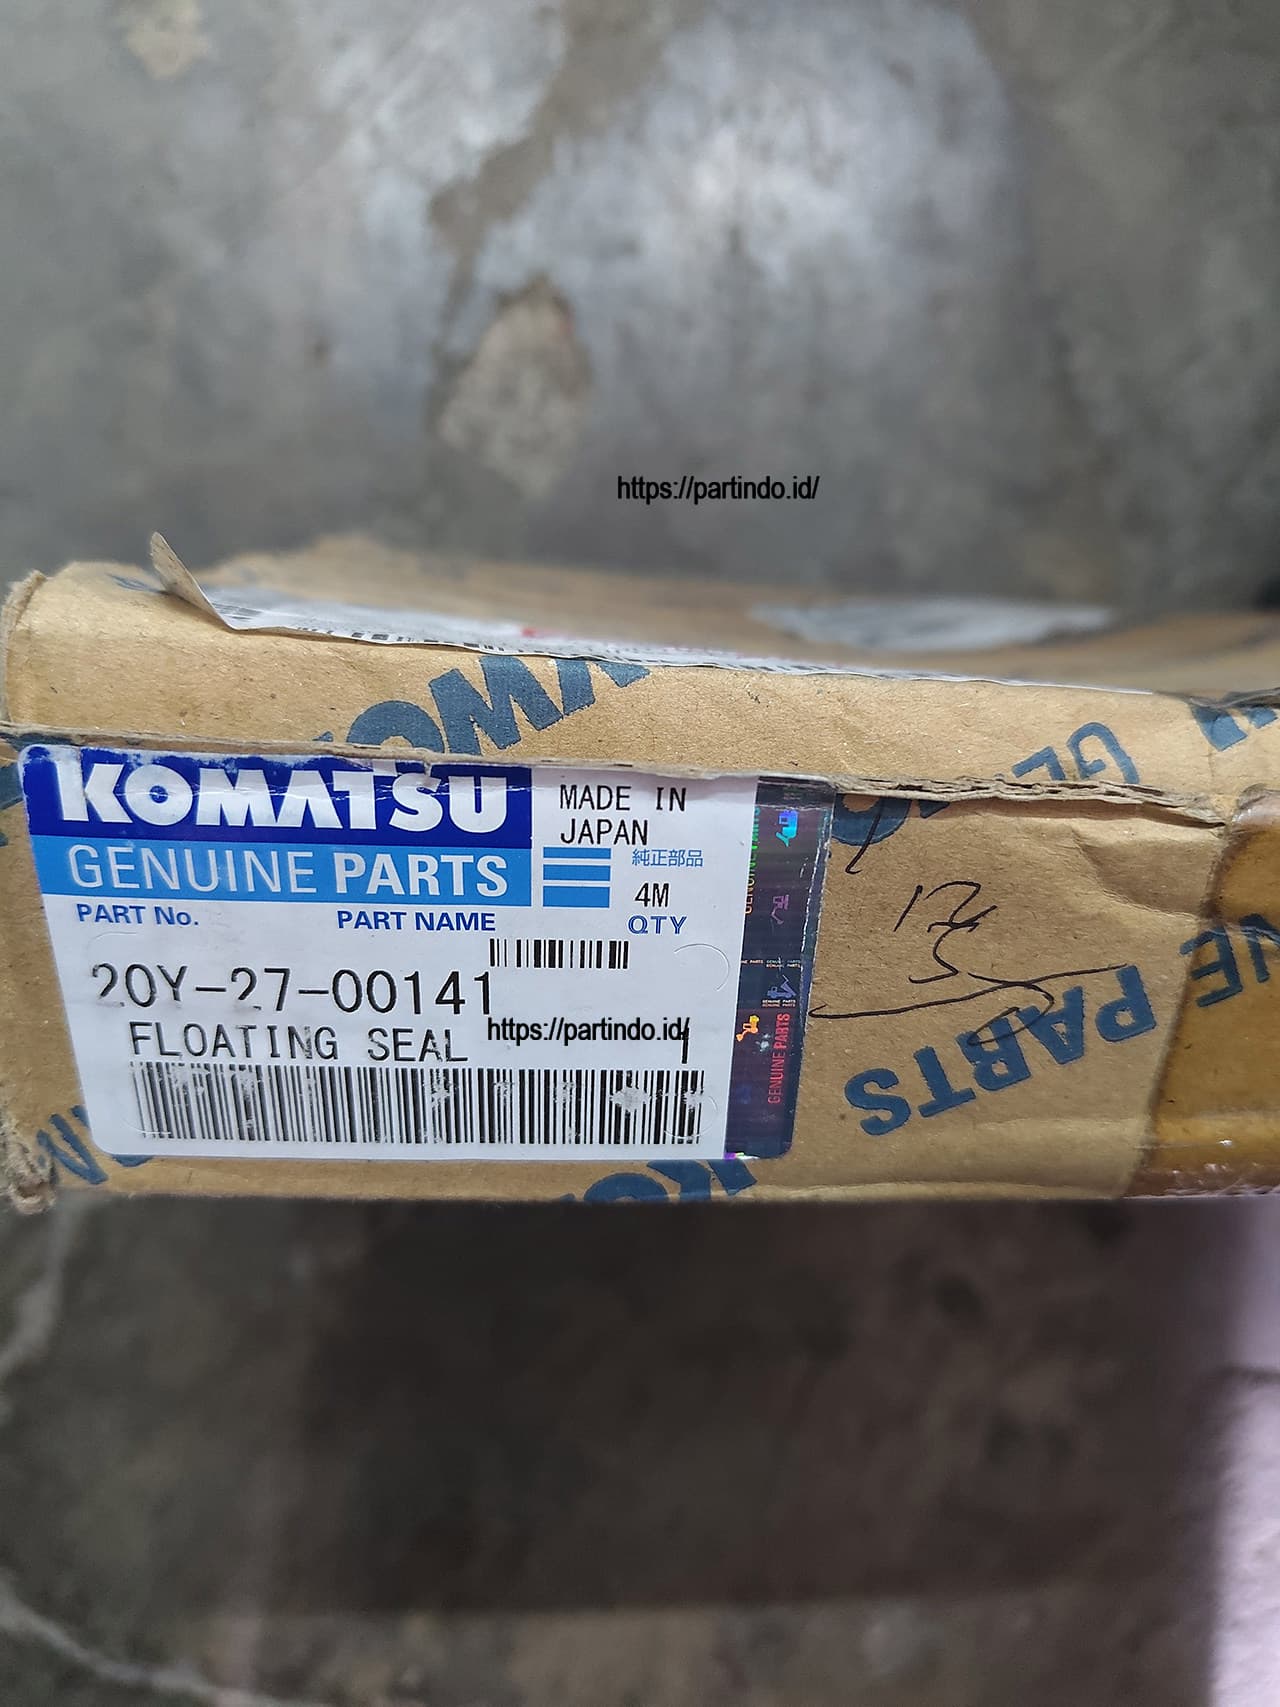 https://partindo.id/
KOMATSU
GENUINE PARTS
MADE IN
JAPAN
純正部品
4M
PART No.
PART NAME
QTY
20Y-27-00141
FLOATING SEAL
https://partindo.id/
1
GENUINE PARTS
PARTS